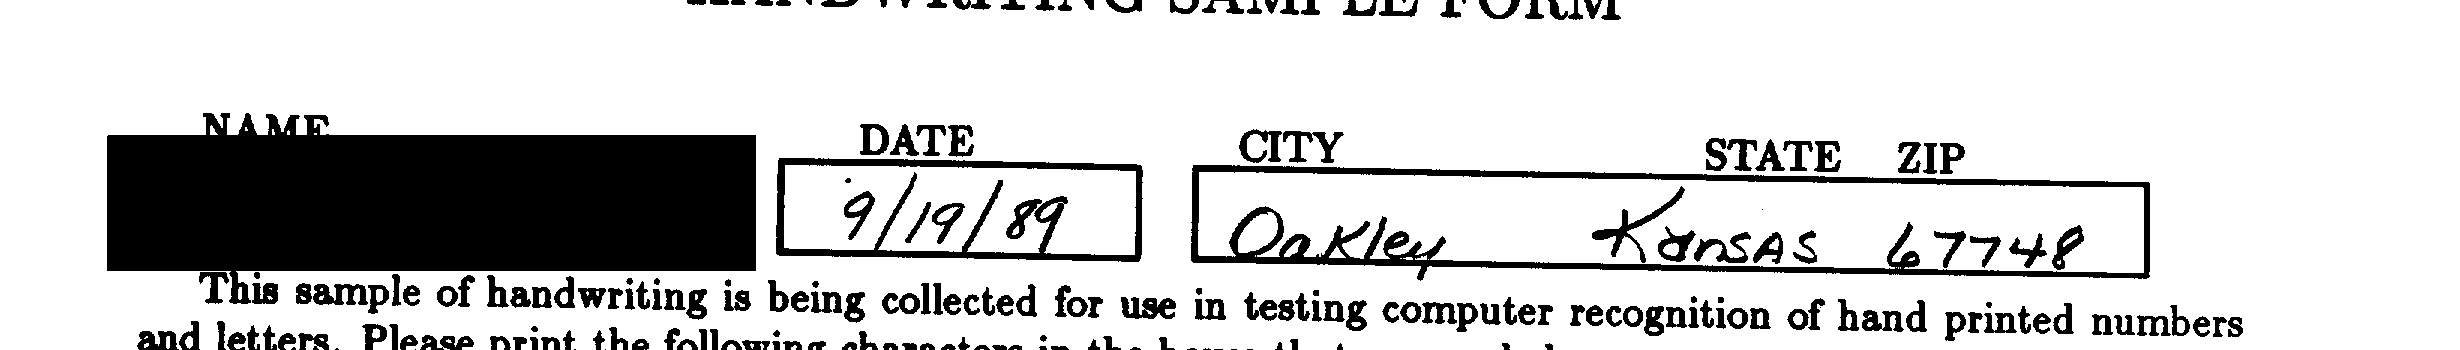 HANDWRITING SAMPLE FORM
NAME DATE CITY STATE ZIP
9/19/89 Oakley Kansas 67748
This sample of handwriting is being collected for use in testing computer recognition of hand printed numbers
and letters. Please print the following characters in the boxes that